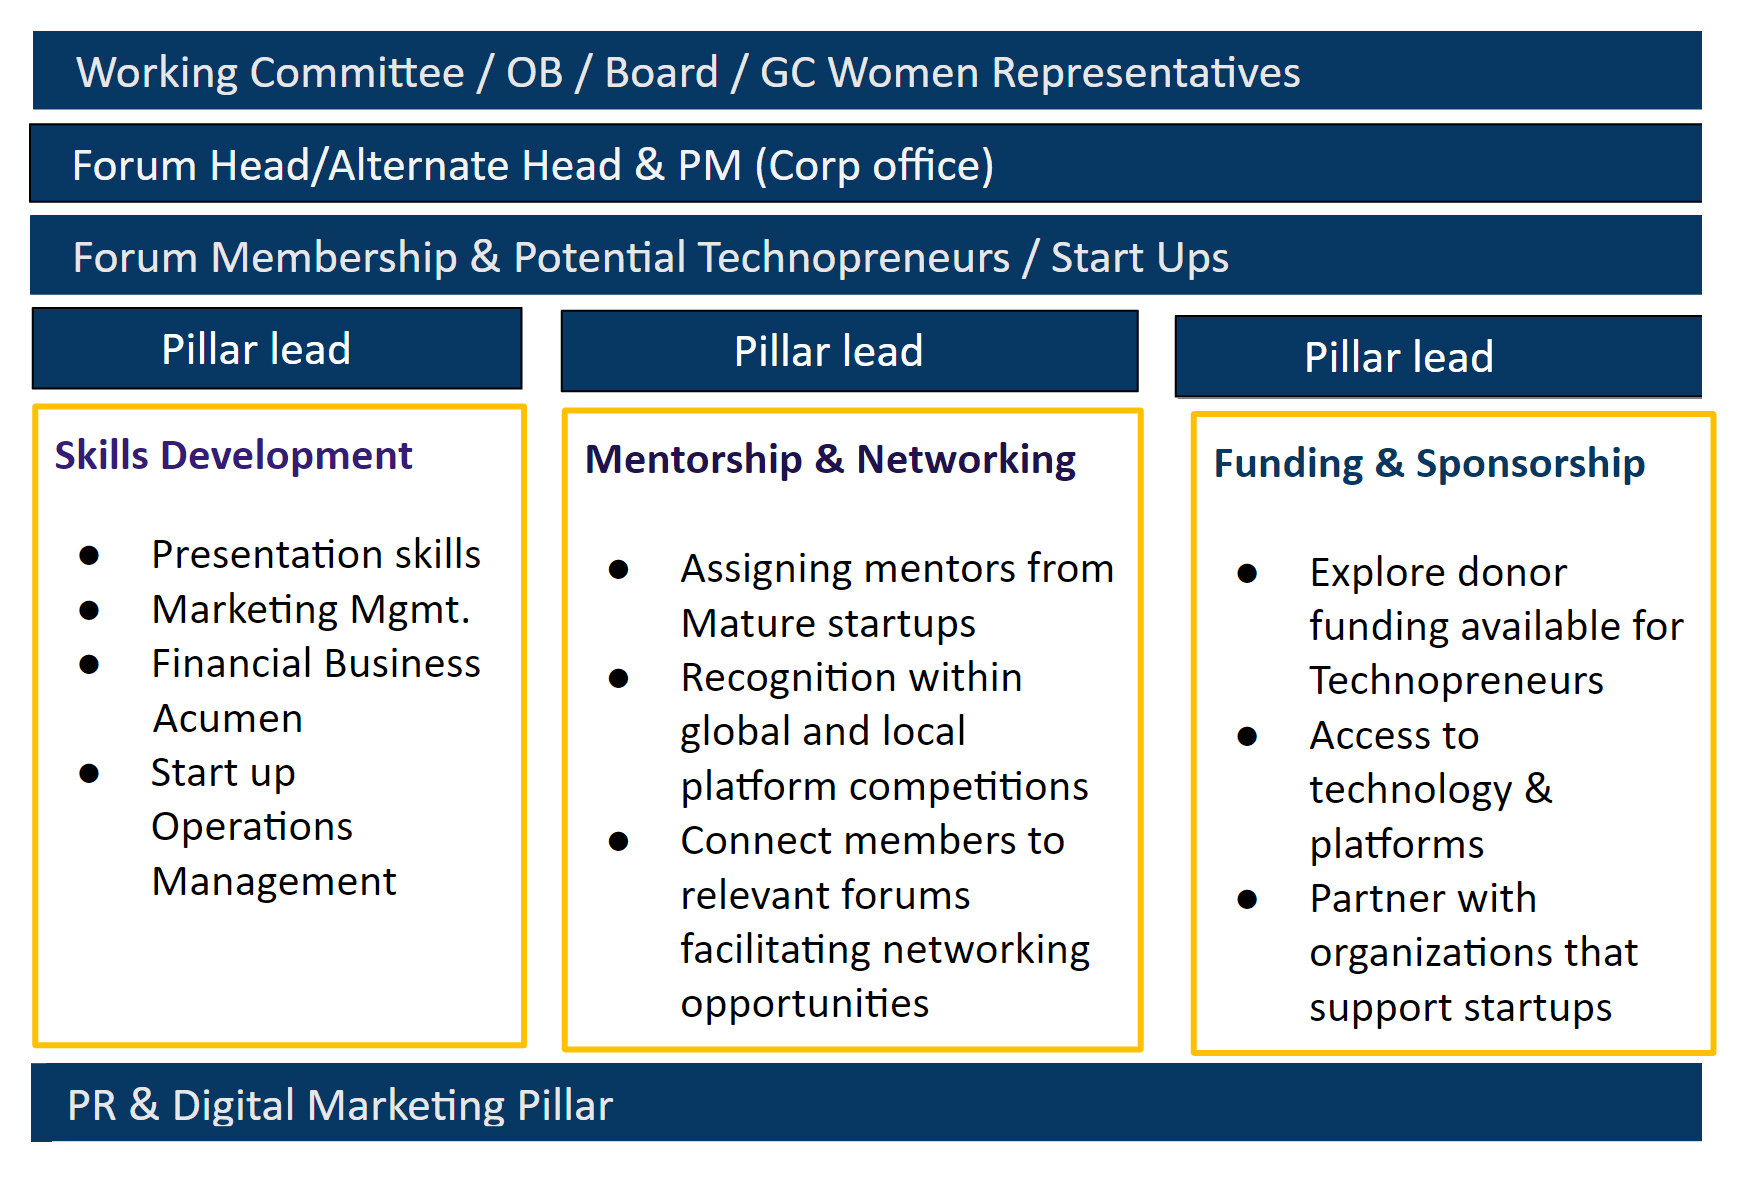 Working Committee / OB / Board / GC Women Representatives
Forum Head/Alternate Head & PM (Corp office)
Forum Membership & Potential Technopreneurs / Start Ups
Pillar lead
Skills Development
● Presentation skills
● Marketing Mgmt.
● Financial Business
Acumen
● Start up
Operations
Management
Pillar lead
Mentorship & Networking
● Assigning mentors from
Mature startups
● Recognition within
global and local
platform competitions
● Connect members to
relevant forums
facilitating networking
opportunities
Pillar lead
Funding & Sponsorship
● Explore donor
funding available for
Technopreneurs
● Access to
technology &
platforms
● Partner with
organizations that
support startups
PR & Digital Marketing Pillar